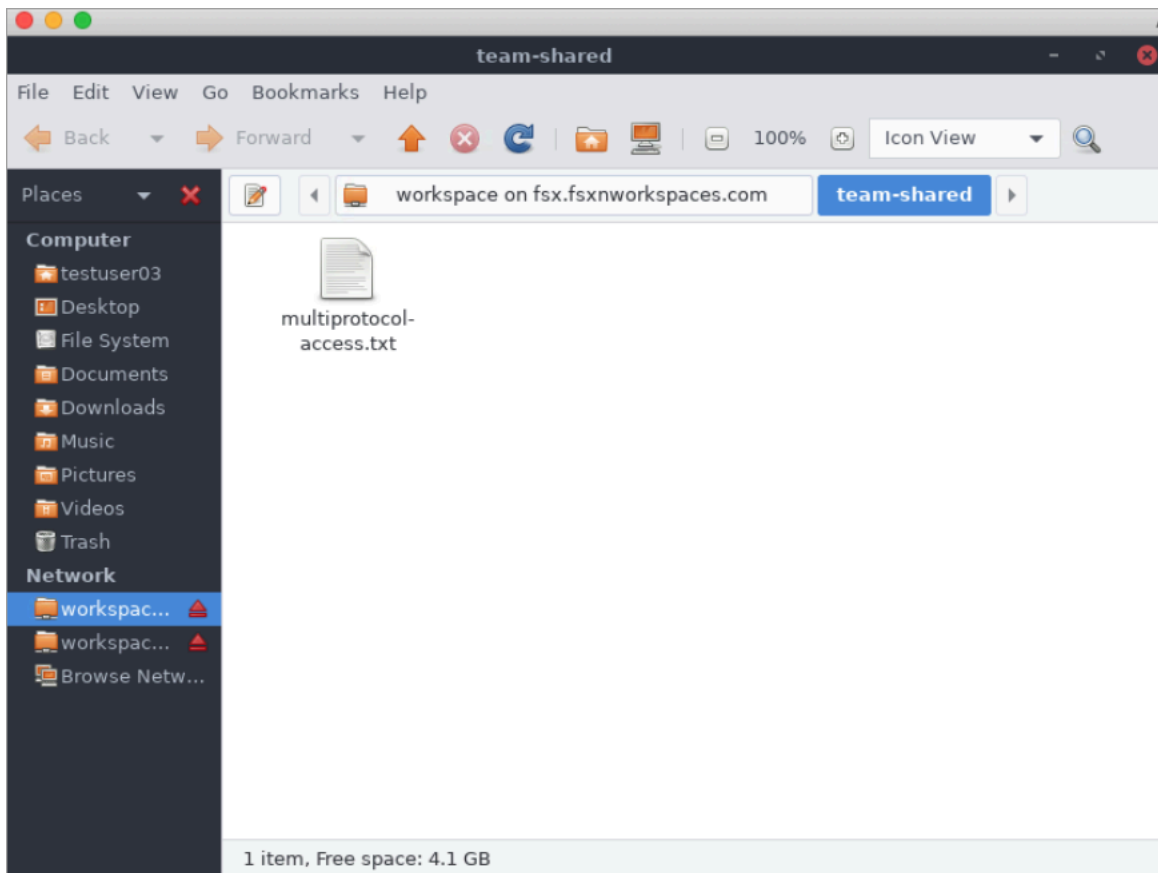 team-shared
File Edit View Go Bookmarks Help
Back Forward 100% Icon View
Places
workspace on fsx.fsxnworkspaces.com
team-shared
Computer
testuser03
Desktop
File System
Documents
Downloads
Music
Pictures
Videos
Trash
Network
workspac...
workspac...
Browse Netw...
multiprotocol-
access.txt
1 item, Free space: 4.1 GB